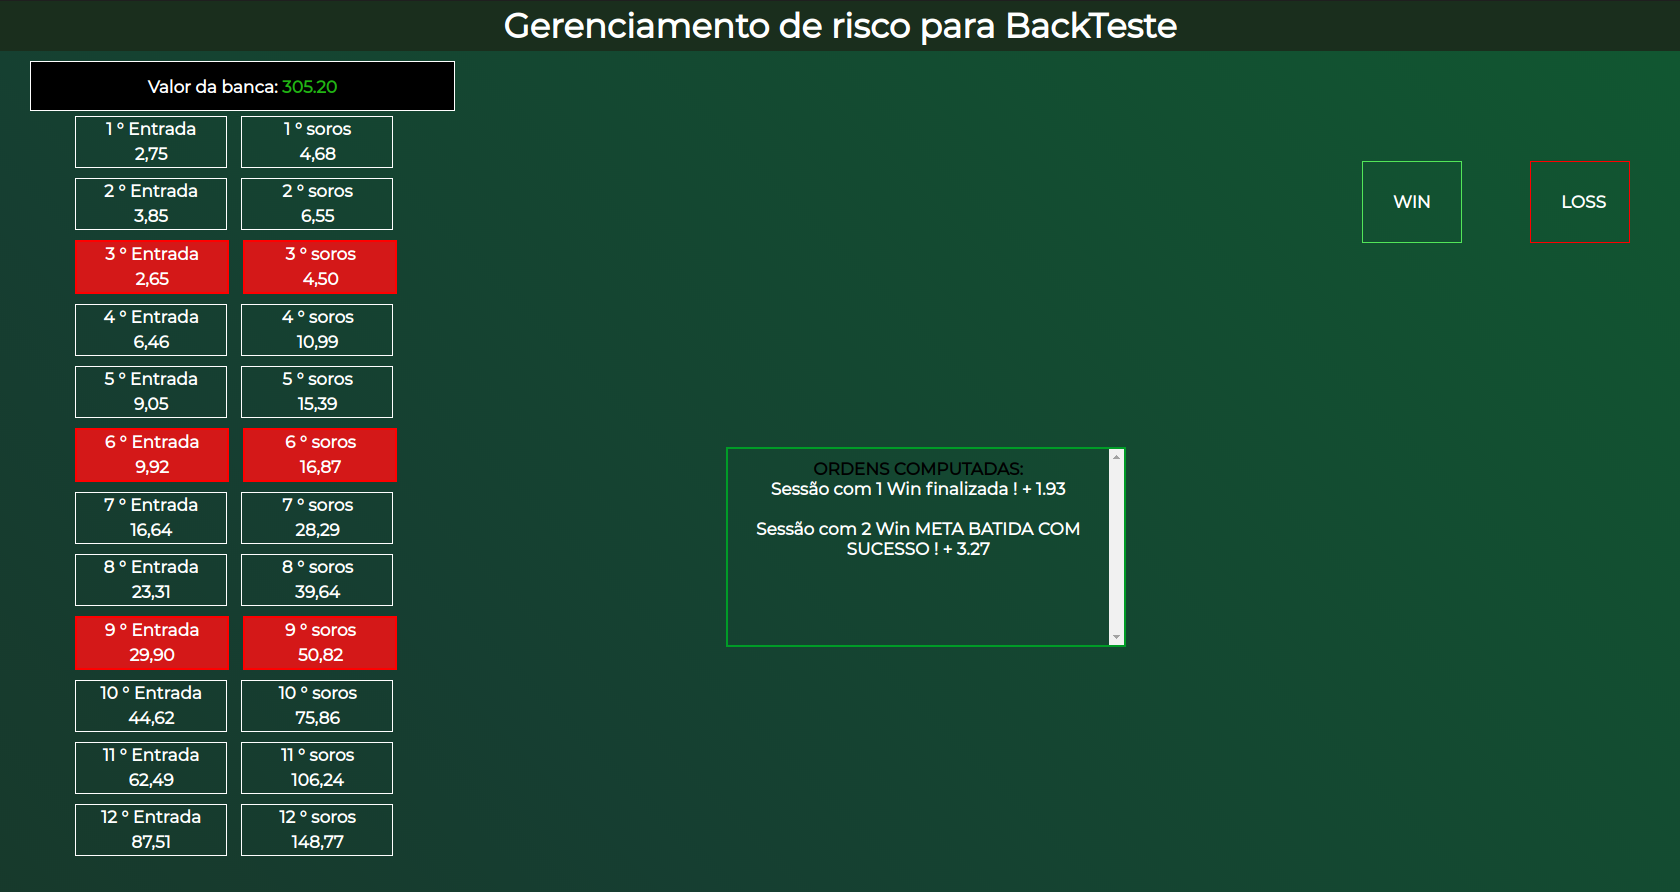 Gerenciamento de risco para BackTeste
Valor da banca: 305.20
1 º Entrada
2,75
1 º soros
4,68
2 º Entrada
3,85
2 º soros
6,55
3 º Entrada
2,65
3 º soros
4,50
4 º Entrada
6,46
4 º soros
10,99
5 º Entrada
9,05
5 º soros
15,39
6 º Entrada
9,92
6 º soros
16,87
7 º Entrada
16,64
7 º soros
28,29
8 º Entrada
23,31
8 º soros
39,64
9 º Entrada
29,90
9 º soros
50,82
10 º Entrada
44,62
10 º soros
75,86
11 º Entrada
62,49
11 º soros
106,24
12 º Entrada
87,51
12 º soros
148,77
ORDENS COMPUTADAS:
Sessão com 1 Win finalizada ! + 1.93
Sessão com 2 Win META BATIDA COM
SUCESSO ! + 3.27
WIN
LOSS